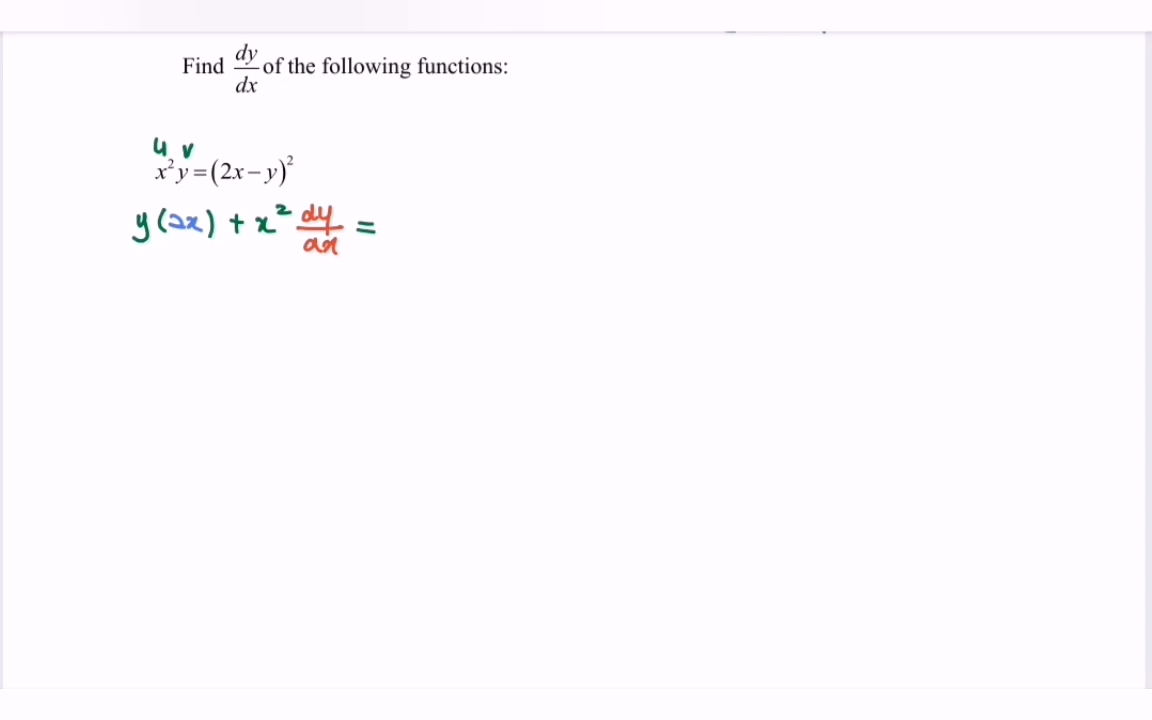 Find dy/dx of the following functions:
u v
x²y=(2x−y)²
y(2x) + x² dy/dx =